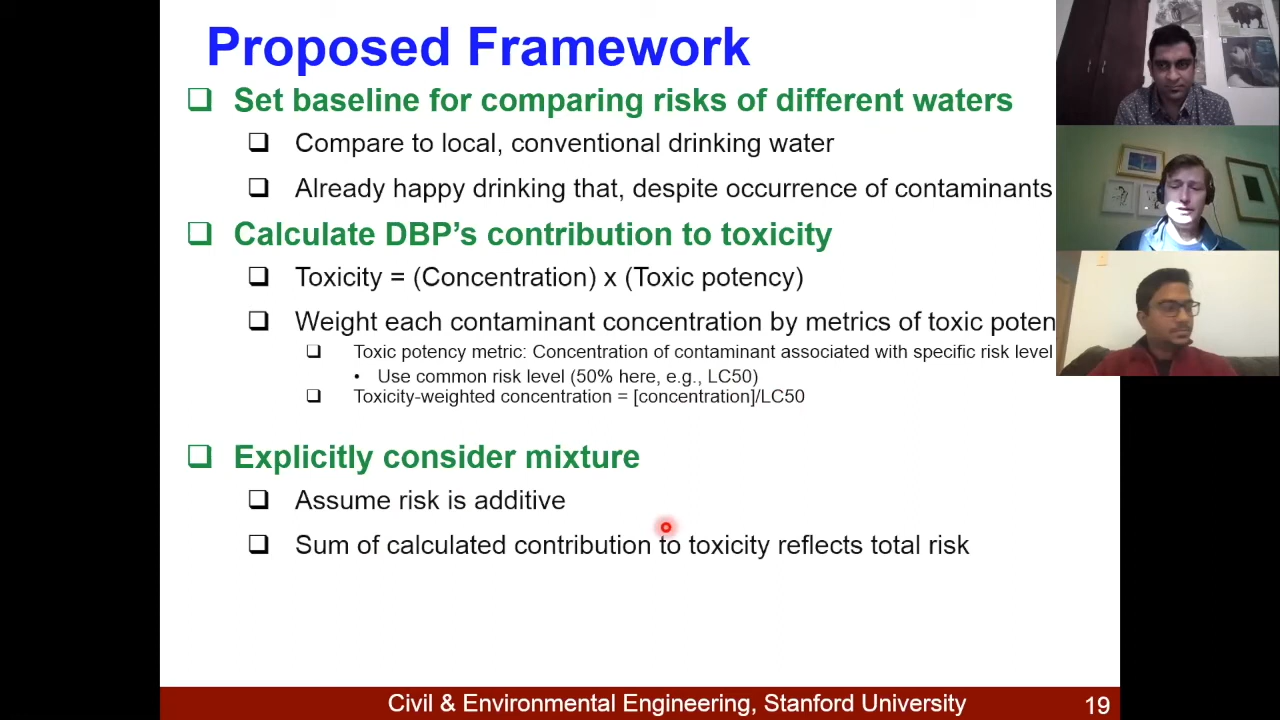 Proposed Framework
Set baseline for comparing risks of different waters
Compare to local, conventional drinking water
Already happy drinking that, despite occurrence of contaminants
Calculate DBP's contribution to toxicity
Toxicity = (Concentration) x (Toxic potency)
Weight each contaminant concentration by metrics of toxic poten
Toxic potency metric: Concentration of contaminant associated with specific risk level
• Use common risk level (50% here, e.g., LC50)
Toxicity-weighted concentration = [concentration]/LC50
Explicitly consider mixture
Assume risk is additive
Sum of calculated contribution to toxicity reflects total risk
Civil & Environmental Engineering, Stanford University
19